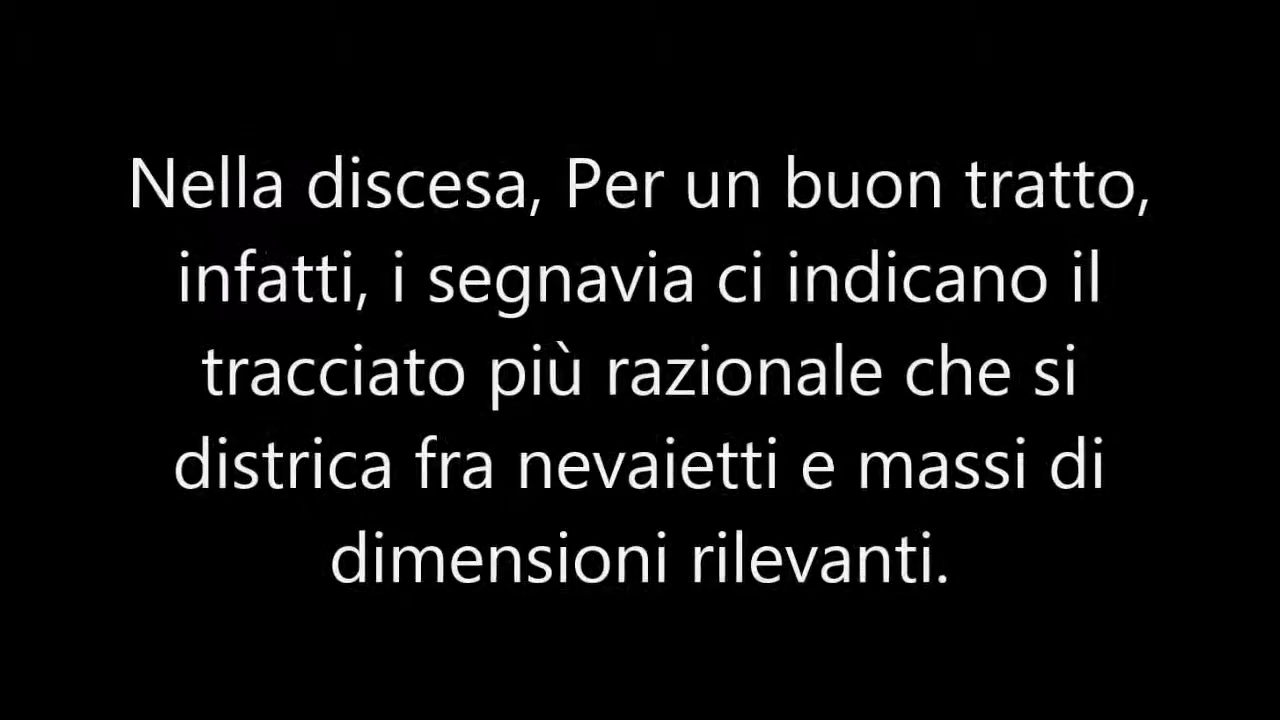 Nella discesa, Per un buon tratto,
infatti, i segnavia ci indicano il
tracciato più razionale che si
districa fra nevaietti e massi di
dimensioni rilevanti.